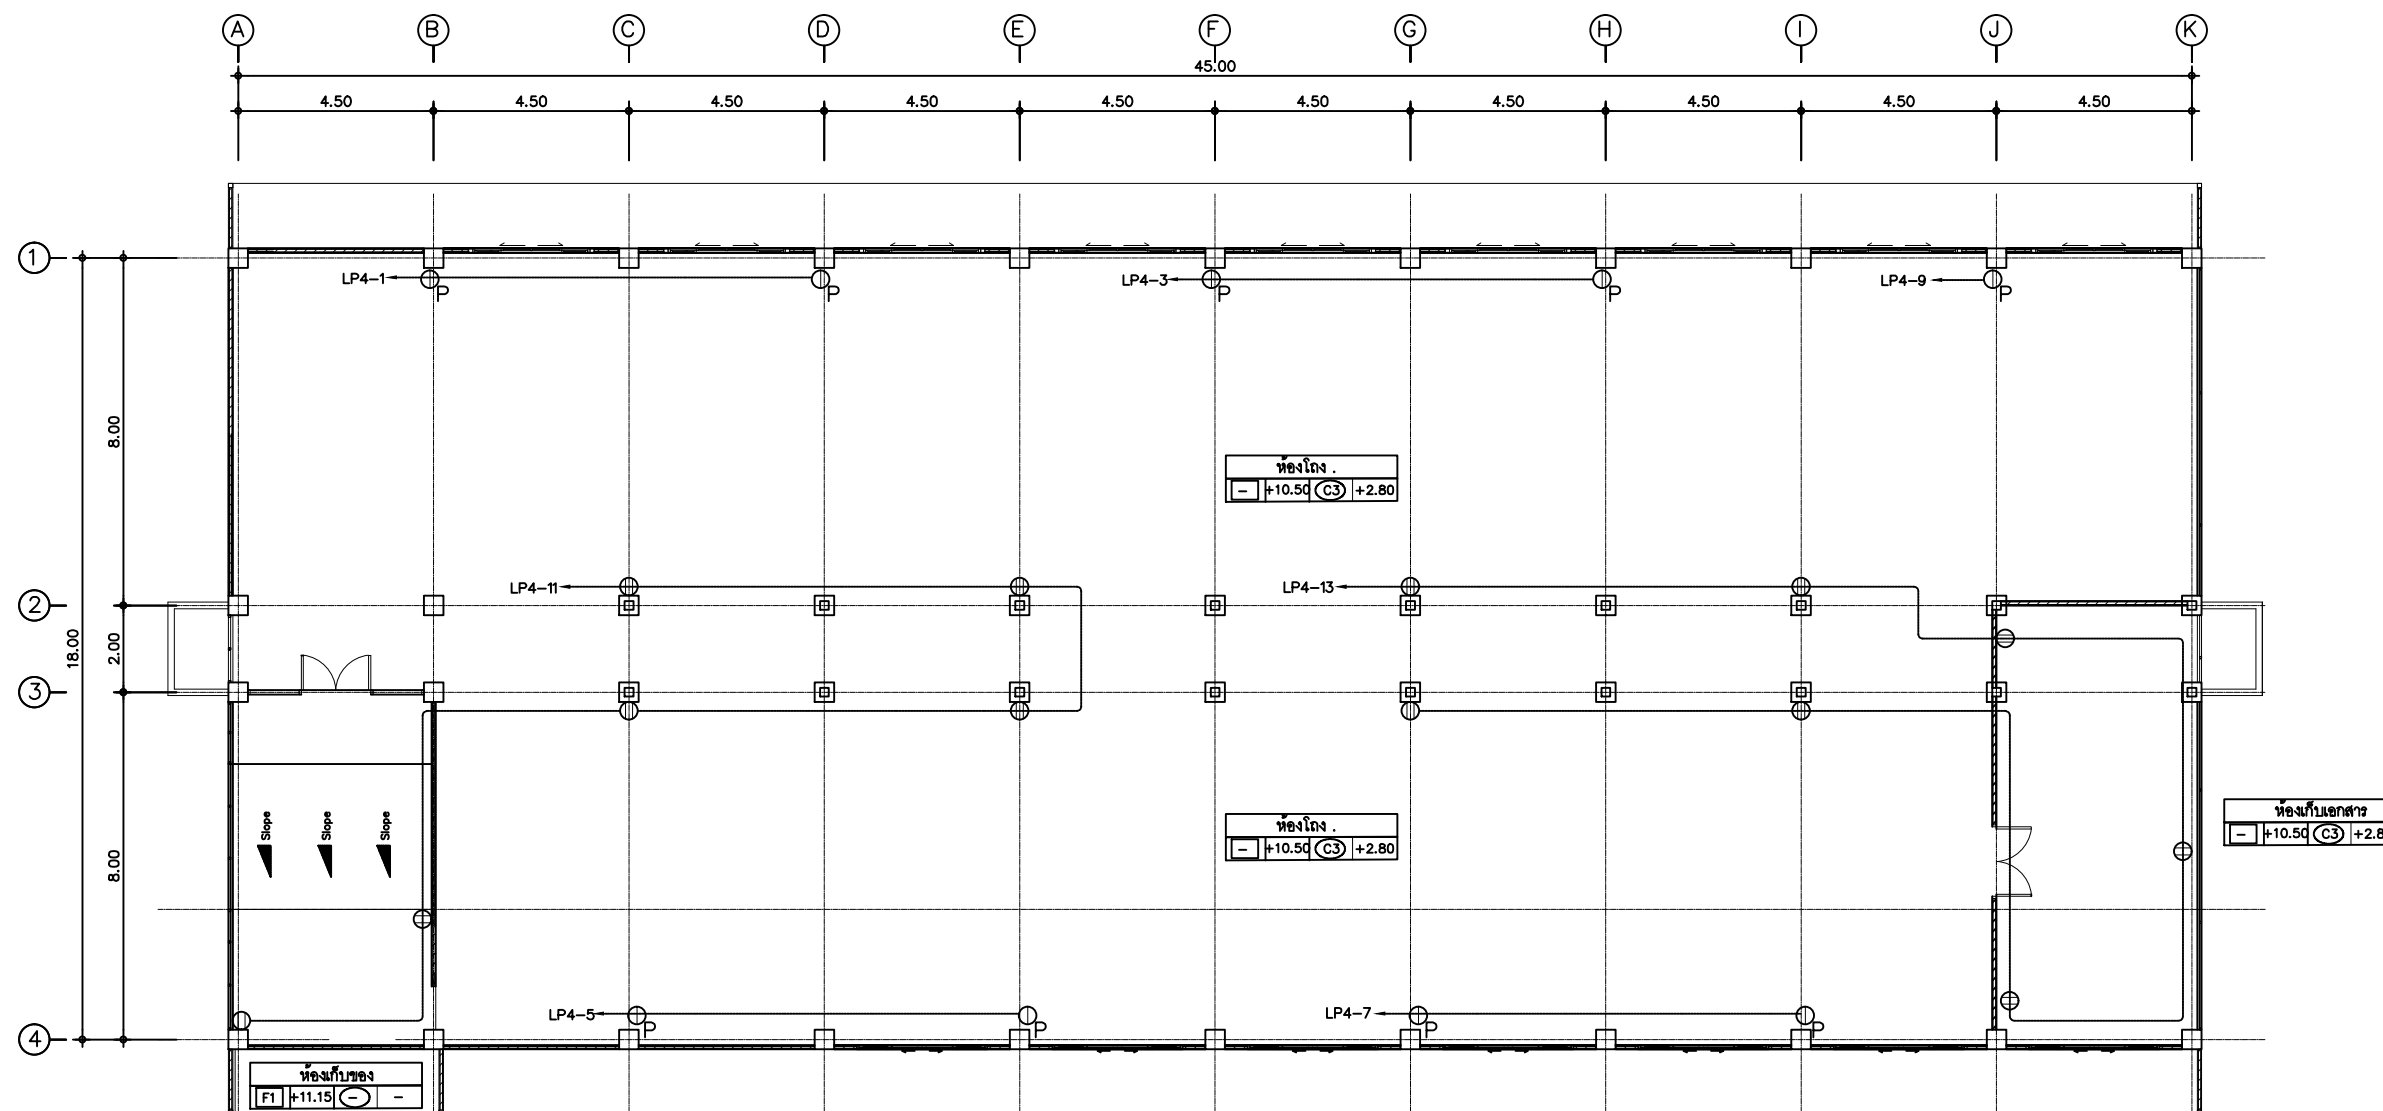 A B C D E F G H I J K
45.00
4.50 4.50 4.50 4.50 4.50 4.50 4.50 4.50 4.50 4.50
1
LP4-1 P P LP4-3 P P LP4-9 P
8.00
ห้องโถง .
- +10.50 C3 +2.80
LP4-11 LP4-13
2
18.00
2.00
3
ห้องเก็บเอกสาร
- +10.50 C3 +2.8
Slope Slope Slope
ห้องโถง .
- +10.50 C3 +2.80
8.00
LP4-5 P P LP4-7 P P
4
ห้องเก็บของ
F1 +11.15 - -